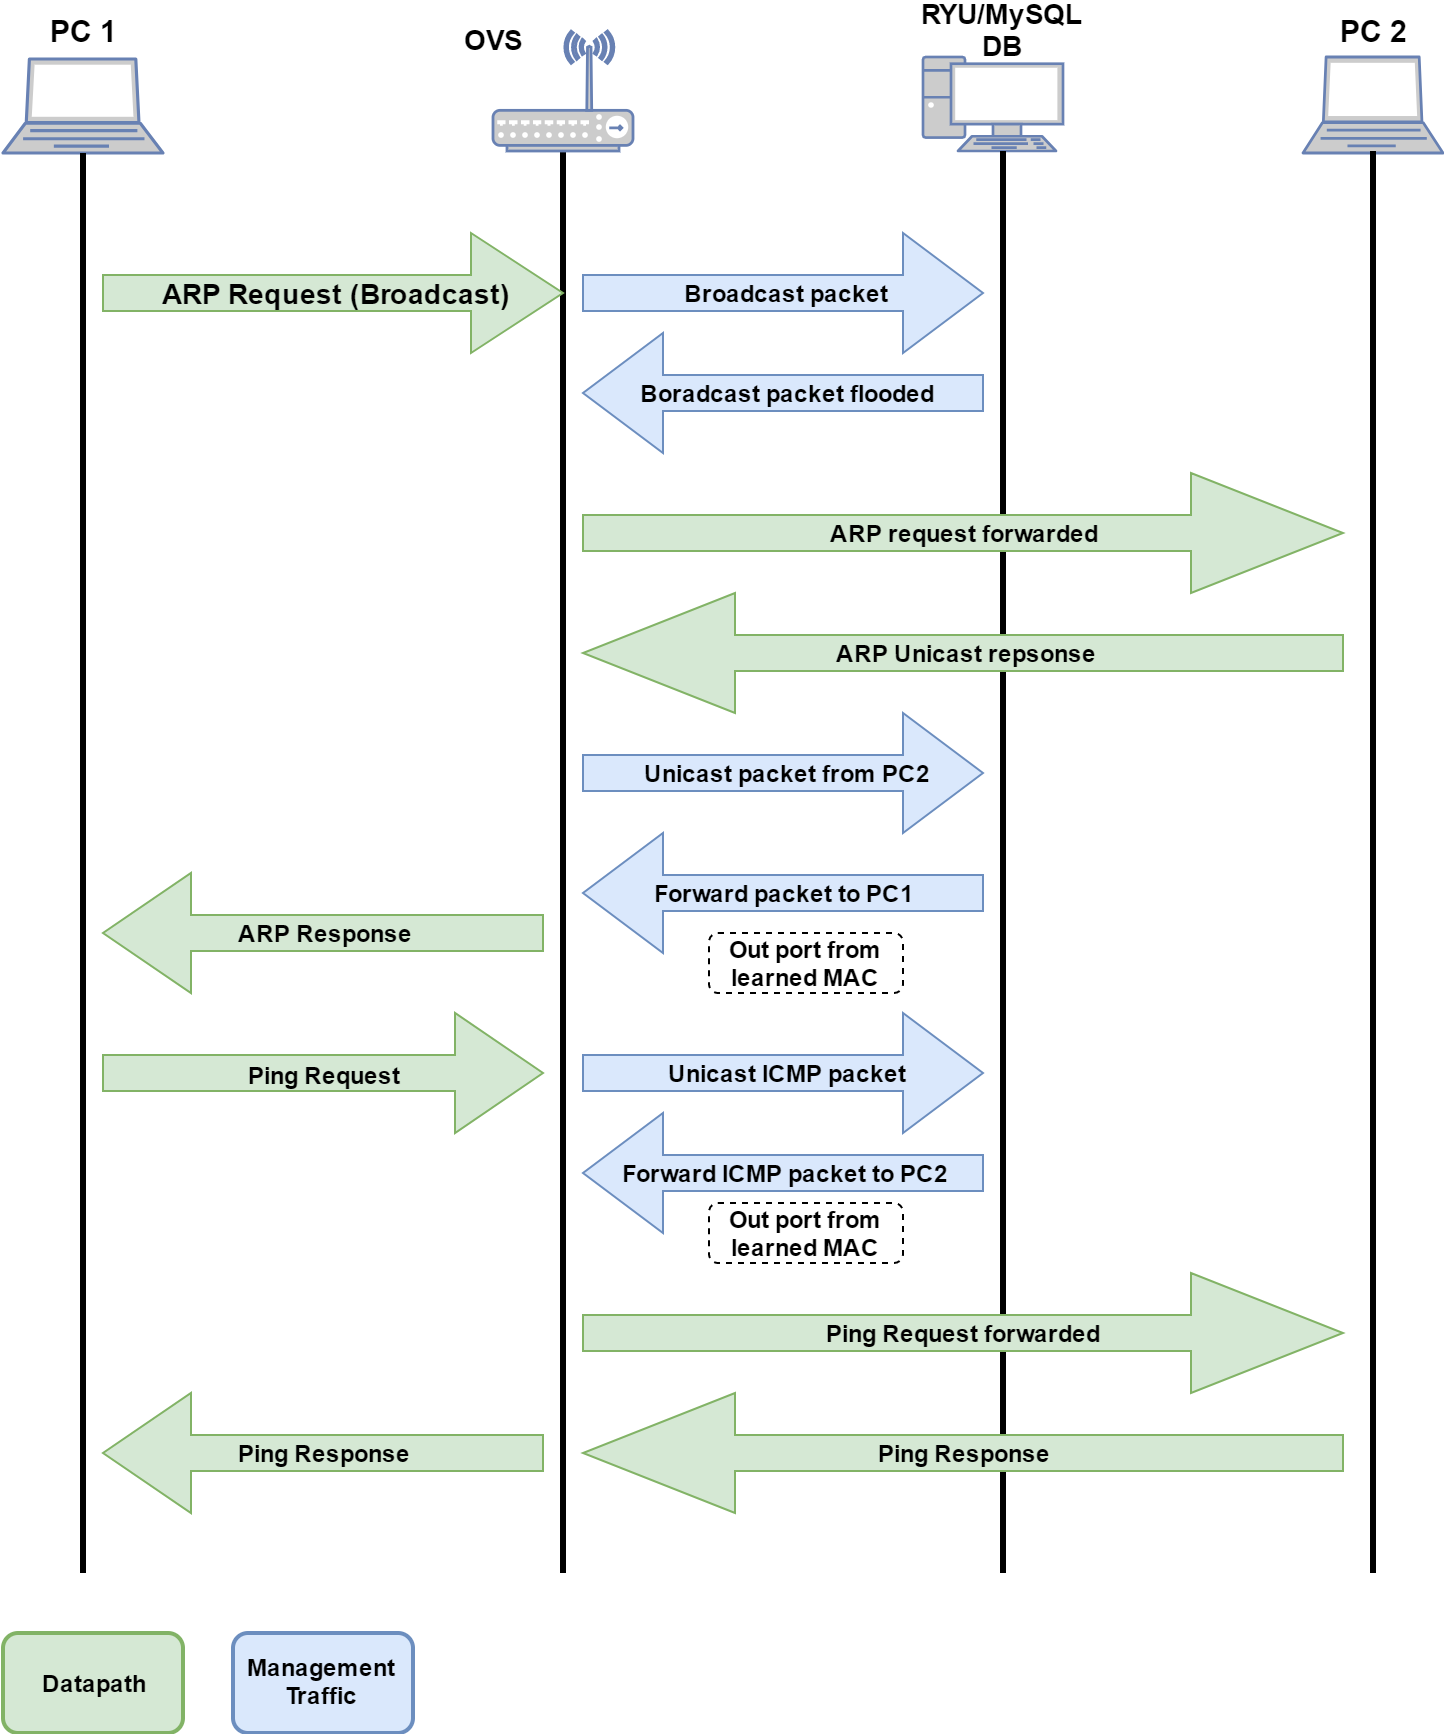 PC 1
OVS
RYU/MySQL
DB
PC 2
ARP Request (Broadcast)
Broadcast packet
Boradcast packet flooded
ARP request forwarded
ARP Unicast repsonse
Unicast packet from PC2
Forward packet to PC1
ARP Response
Out port from
learned MAC
Ping Request
Unicast ICMP packet
Forward ICMP packet to PC2
Out port from
learned MAC
Ping Request forwarded
Ping Response
Ping Response
Datapath
Management
Traffic